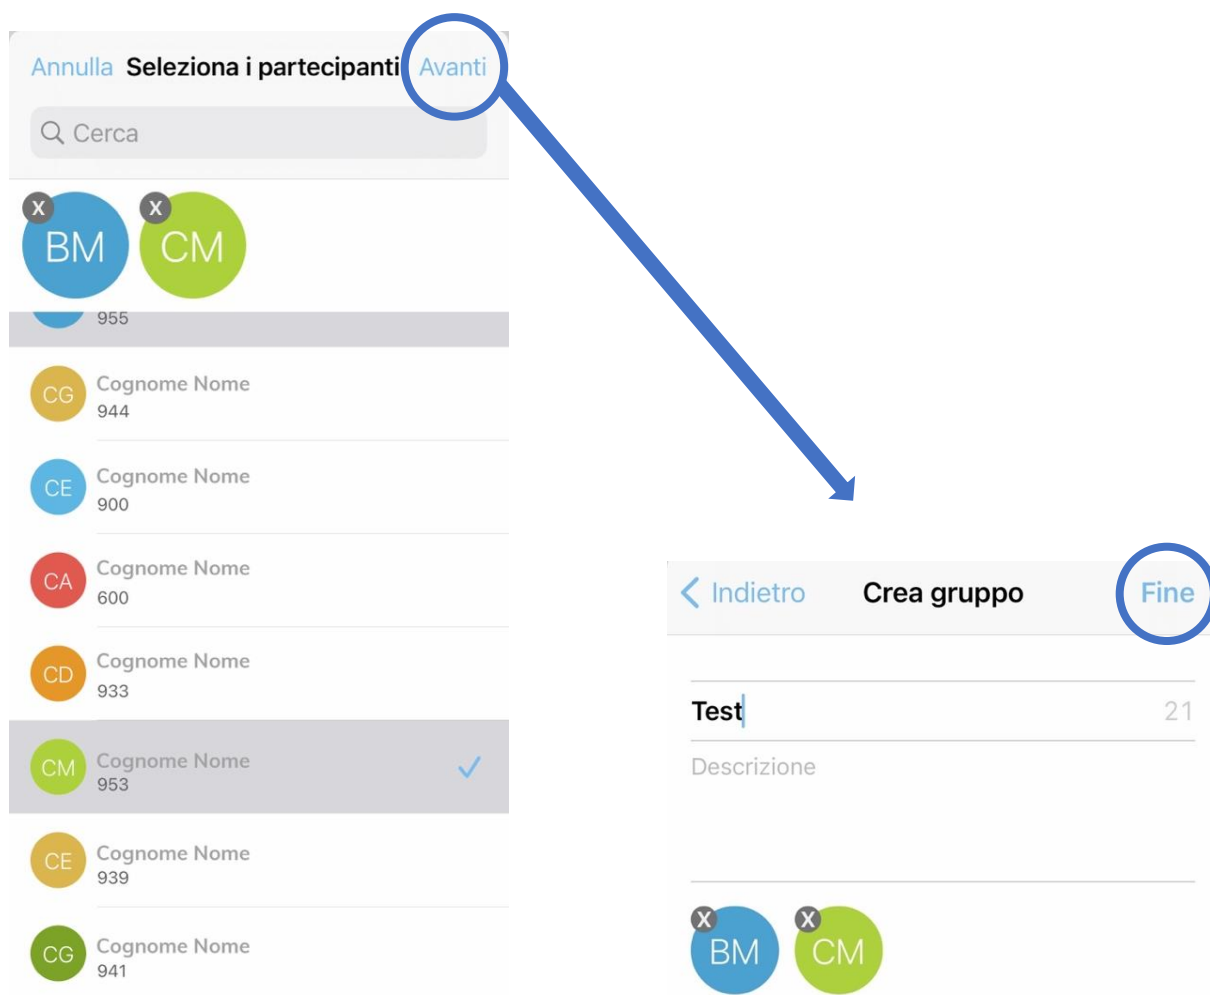 Annulla Seleziona i partecipanti Avanti
Cerca
X X
BM CM
955
CG Cognome Nome
944
CE Cognome Nome
900
CA Cognome Nome
600
CD Cognome Nome
933
CM Cognome Nome
953
CE Cognome Nome
939
CG Cognome Nome
941
Indietro Crea gruppo Fine
Test 21
Descrizione
X X
BM CM